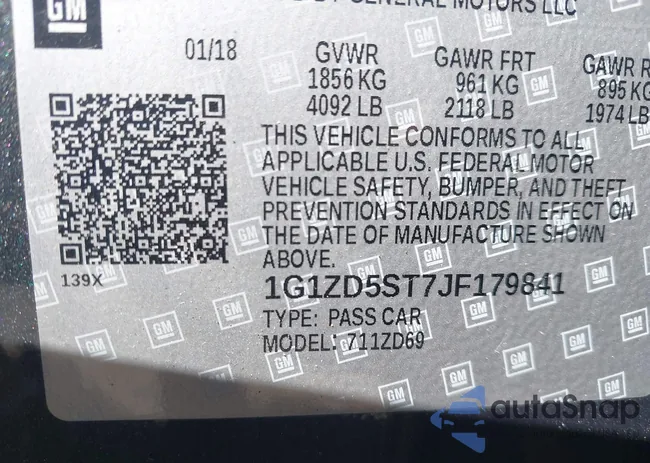 GM
BY GENERAL MOTORS LLC
01/18 GVWR GAWR FRT GAWR R
1856 KG 961 KG 895 KG
4092 LB 2118 LB 1974 LB
THIS VEHICLE CONFORMS TO ALL
APPLICABLE U.S. FEDERAL MOTOR
VEHICLE SAFETY, BUMPER, AND THEFT
PREVENTION STANDARDS IN EFFECT ON
THE DATE OF MANUFACTURE SHOWN
ABOVE.
139X
1G1ZD5ST7JF179841
TYPE: PASS CAR
MODEL: 711ZD69
autoSnap